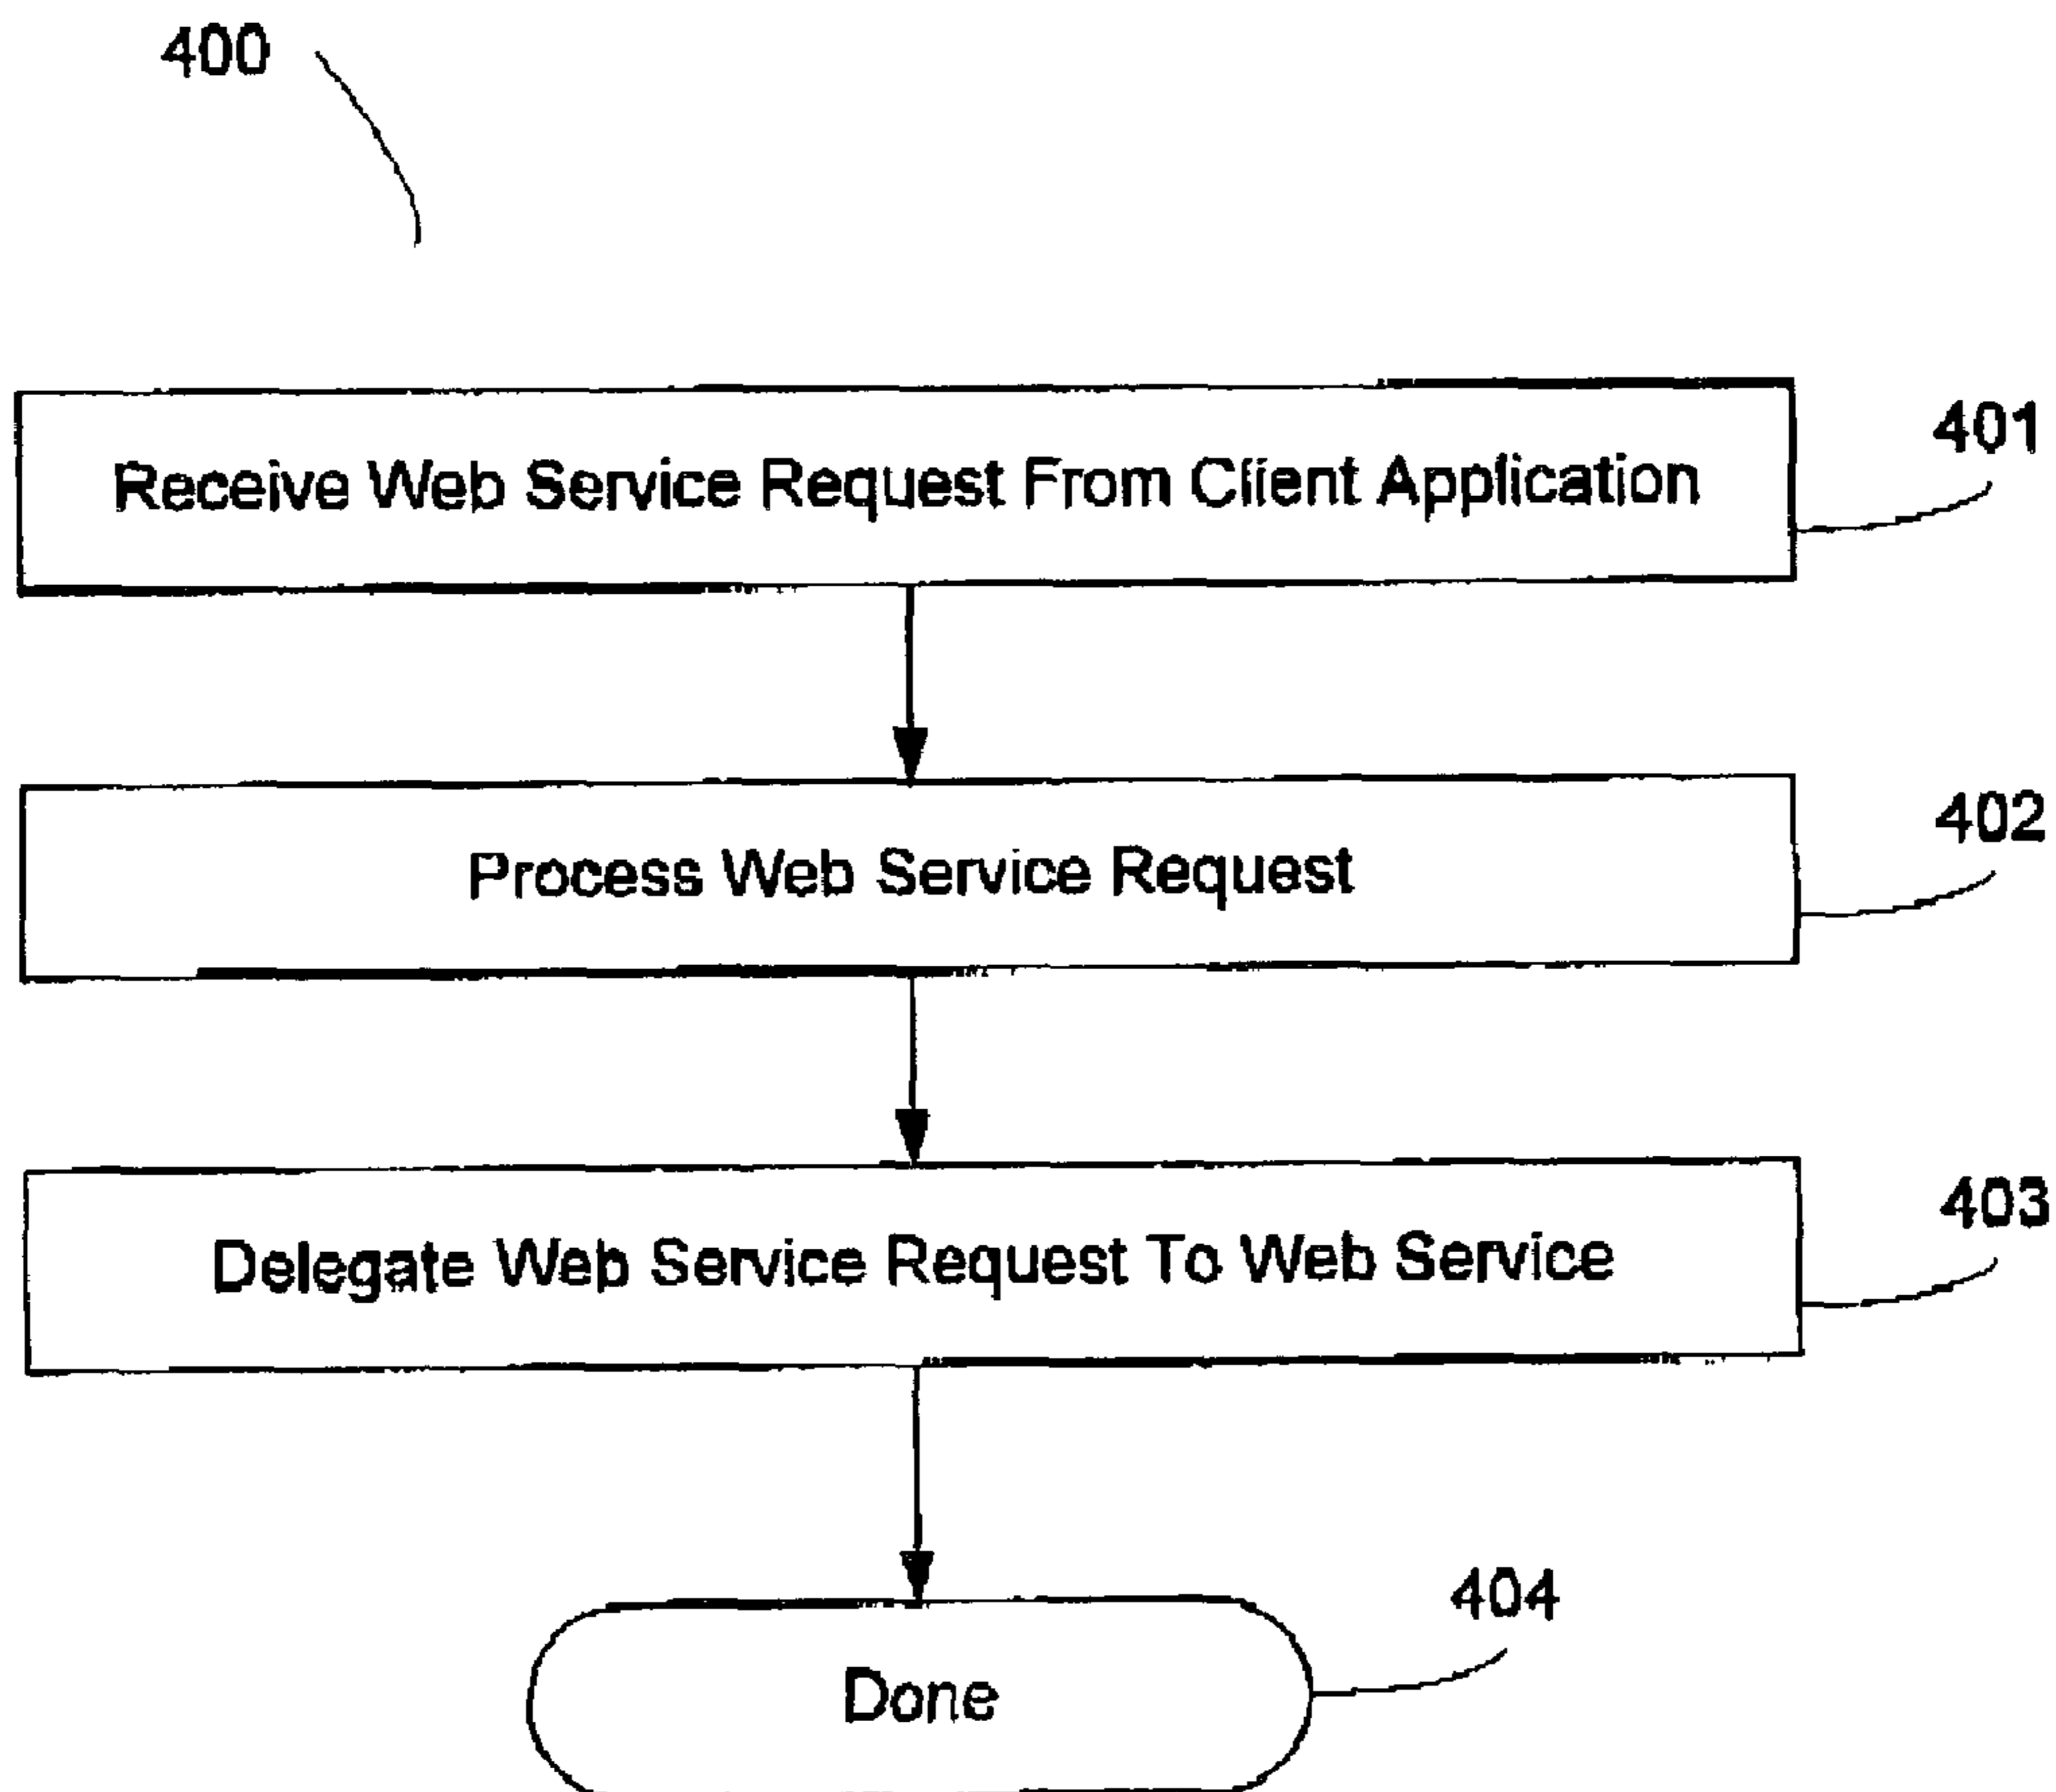 400
Receive Web Service Request From Client Application
401
Process Web Service Request
402
Delegate Web Service Request To Web Service
403
Done
404